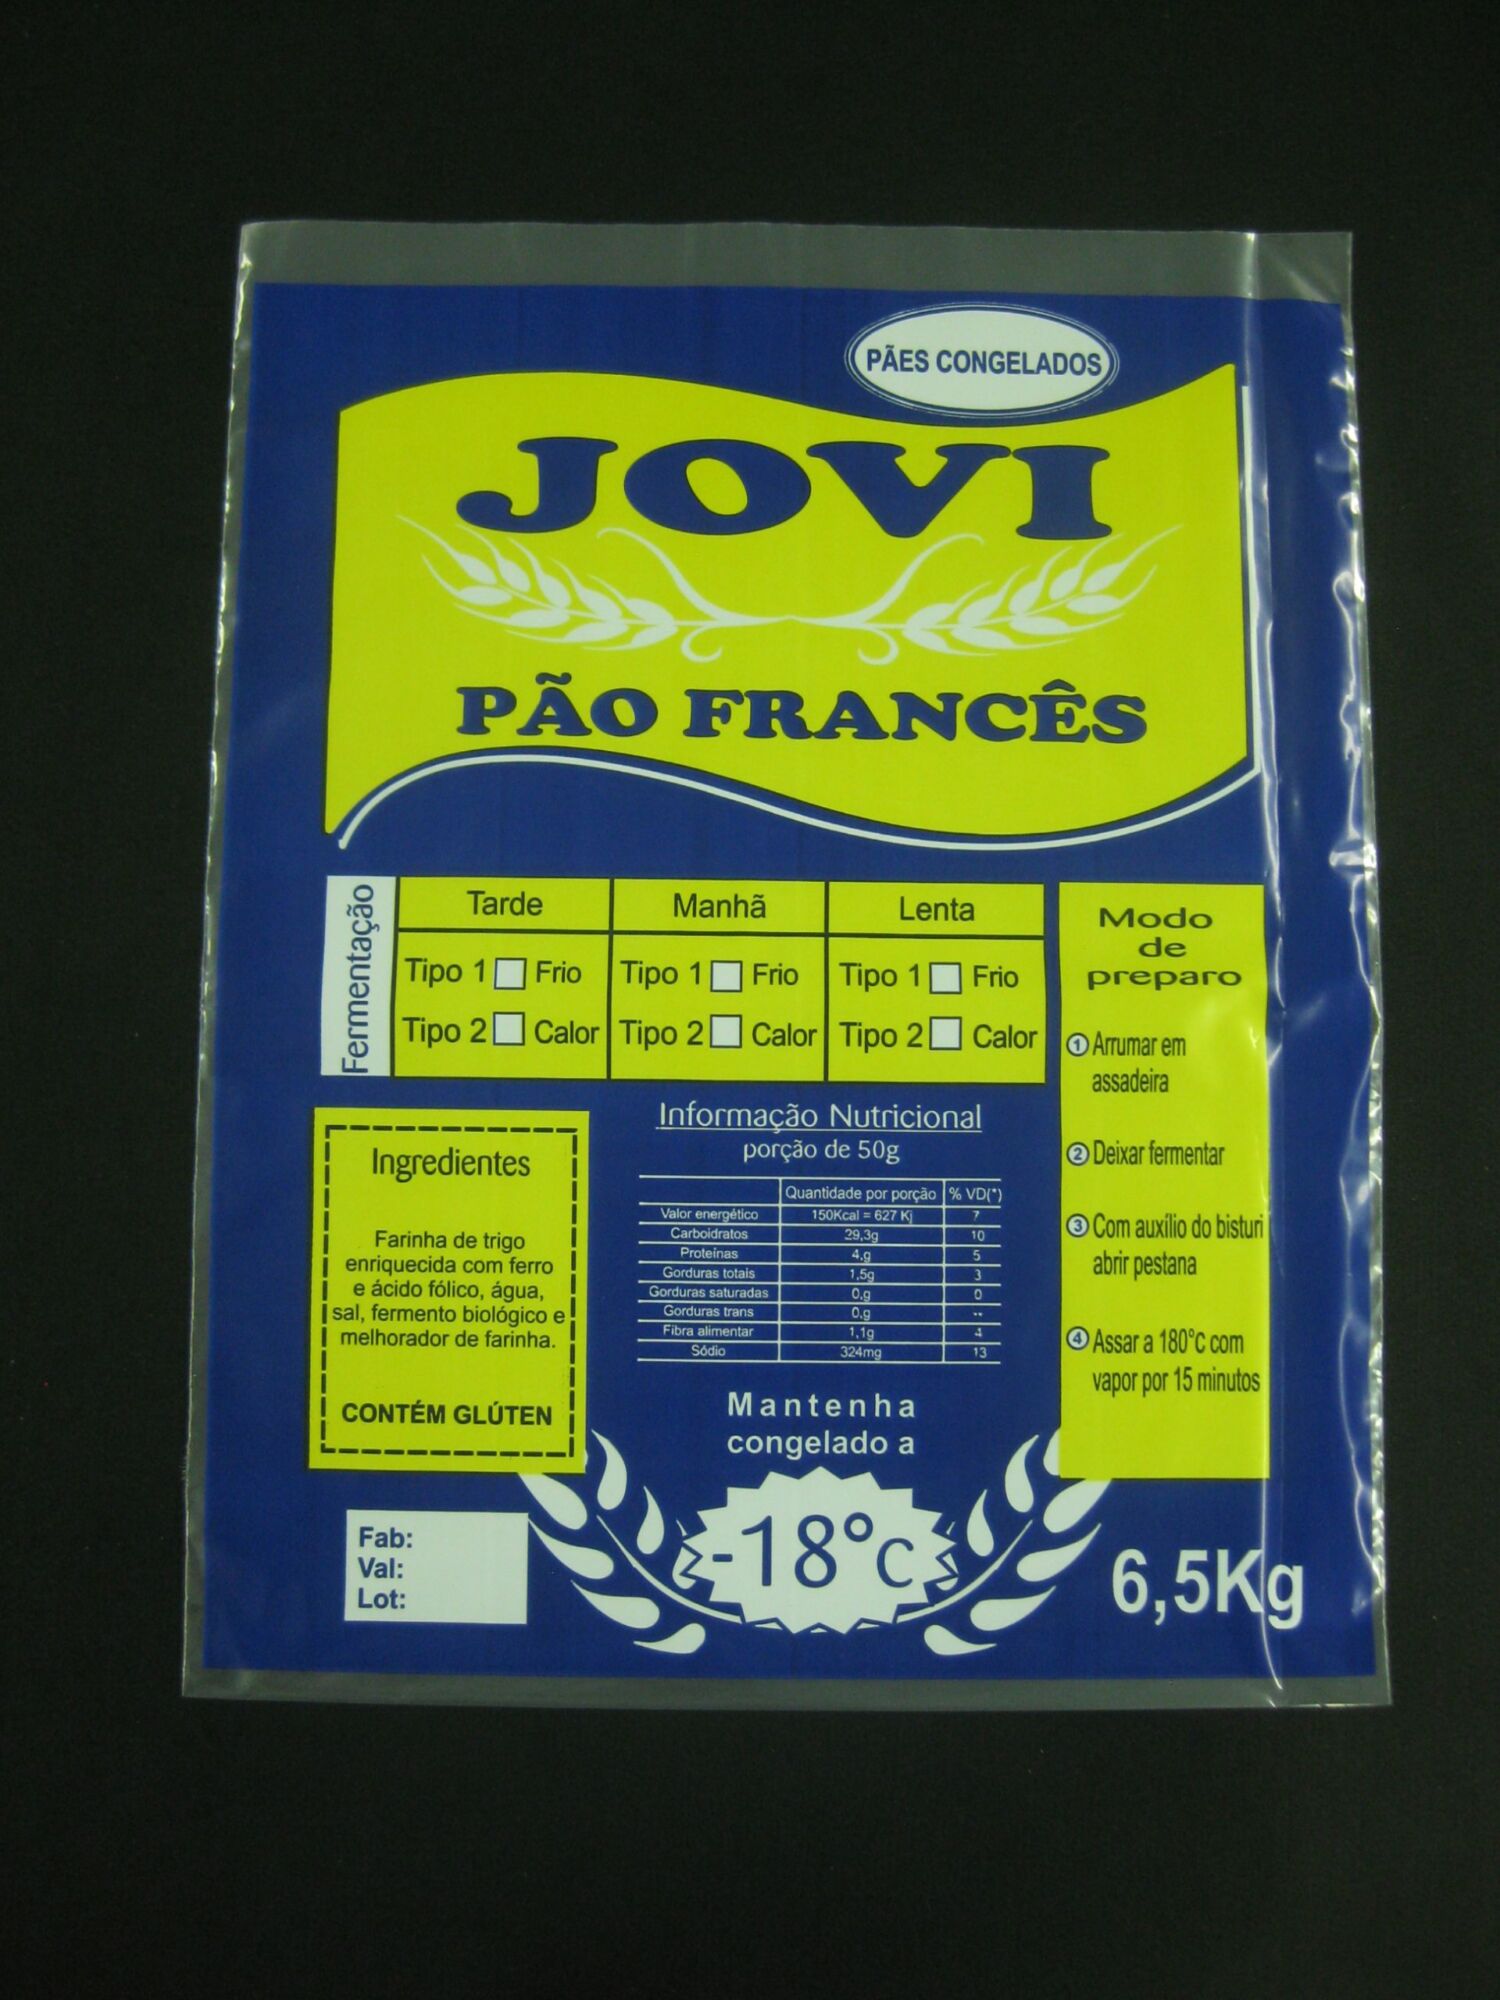 PÃES CONGELADOS
JOVI
PÃO FRANCÊS
Fermentação
Tarde Manhã Lenta
Tipo 1 Frio Tipo 1 Frio Tipo 1 Frio
Tipo 2 Calor Tipo 2 Calor Tipo 2 Calor
Modo
de
preparo
1 Arrumar em
assadeira
2 Deixar fermentar
3 Com auxílio do bisturi
abrir pestana
4 Assar a 180°c com
vapor por 15 minutos
Ingredientes
Farinha de trigo
enriquecida com ferro
e ácido fólico, água,
sal, fermento biológico e
melhorador de farinha.
CONTÉM GLÚTEN
Informação Nutricional
porção de 50g
Quantidade por porção % VD(*)
Valor energético 150Kcal = 627 Kj 7
Carboidratos 29,3g 10
Proteínas 4,g 5
Gorduras totais 1,5g 3
Gorduras saturadas 0,g 0
Gorduras trans 0,g --
Fibra alimentar 1,1g 4
Sódio 324mg 13
Mantenha
congelado a
-18°c
Fab:
Val:
Lot:
6,5Kg